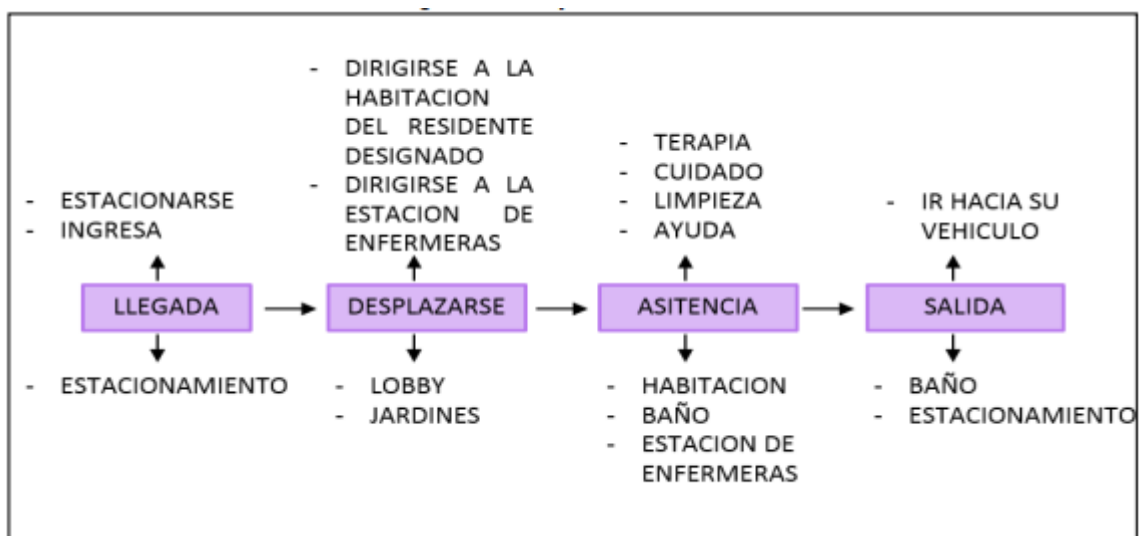 - ESTACIONARSE
- INGRESA
LLEGADA
- ESTACIONAMIENTO
- DIRIGIRSE A LA
HABITACION
DEL RESIDENTE
DESIGNADO
- DIRIGIRSE A LA
ESTACION DE
ENFERMERAS
DESPLAZARSE
- LOBBY
- JARDINES
- TERAPIA
- CUIDADO
- LIMPIEZA
- AYUDA
ASITENCIA
- HABITACION
- BAÑO
- ESTACION DE
ENFERMERAS
- IR HACIA SU
VEHICULO
SALIDA
- BAÑO
- ESTACIONAMIENTO